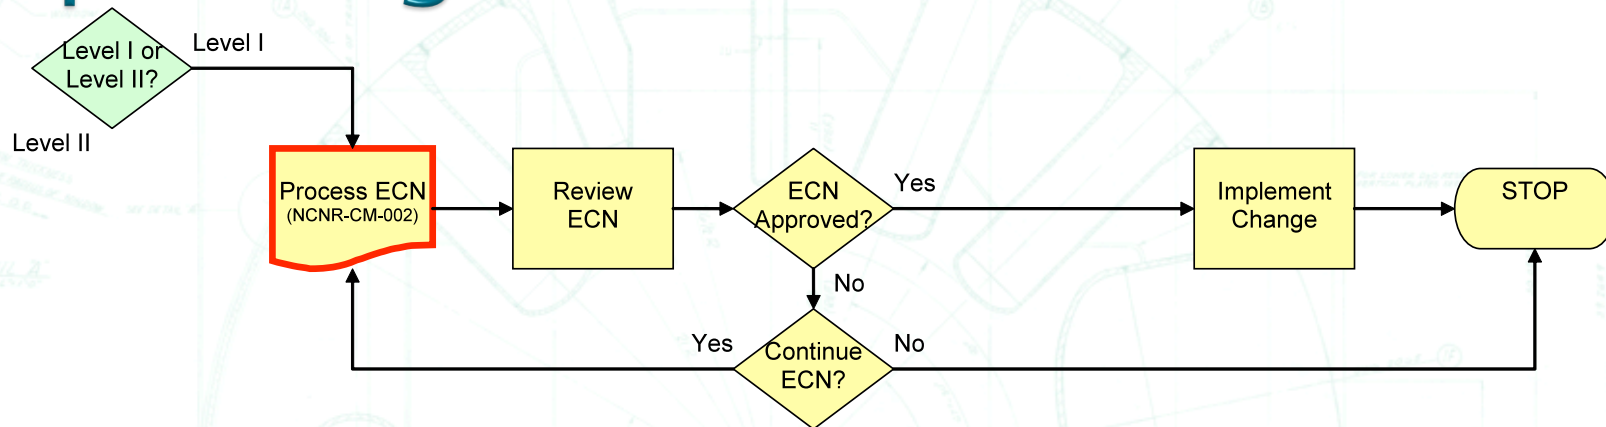 Level I or
Level II?
Level I
Level II
Process ECN
(NCNR-CM-002)
Review
ECN
ECN
Approved?
Yes
No
Implement
Change
STOP
Continue
ECN?
Yes
No